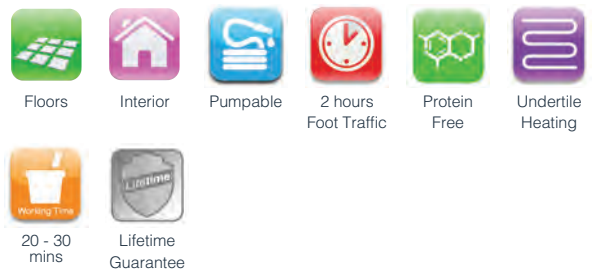 Floors
Interior
Pumpable
2 hours
Foot Traffic
Protein
Free
Undertile
Heating
Working Time
20 - 30
mins
Lifetime
Lifetime
Guarantee